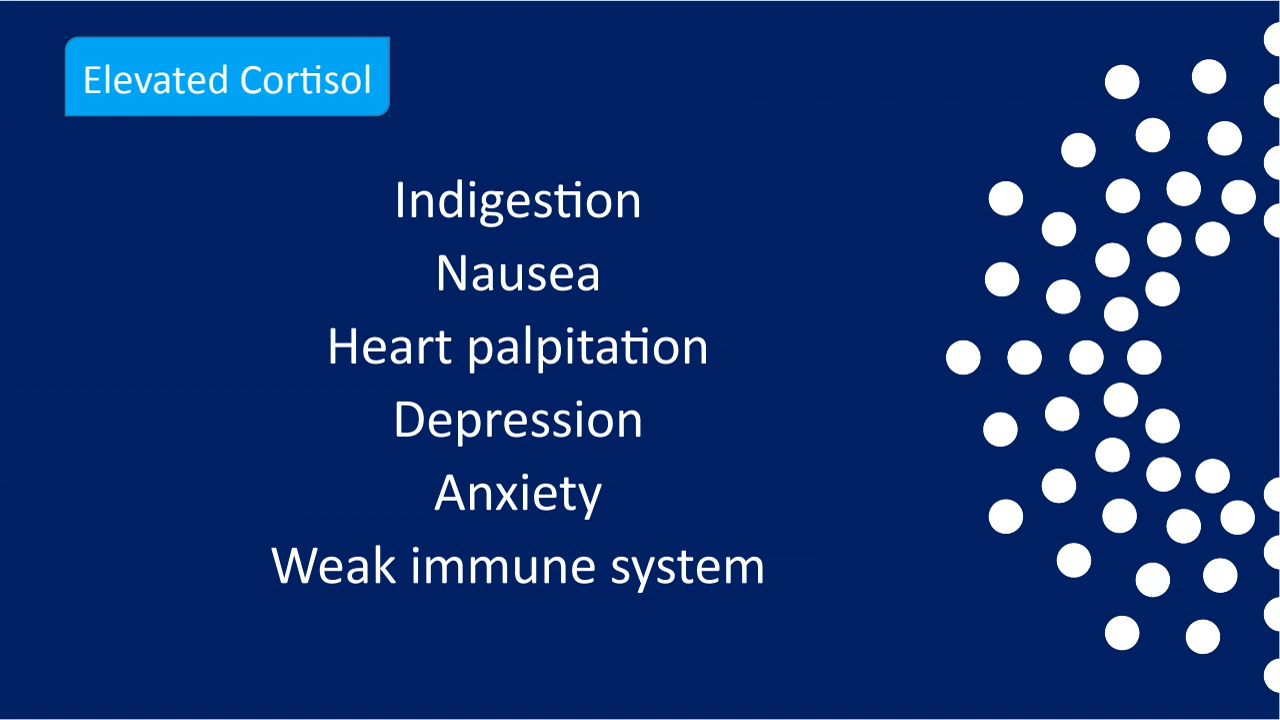 Elevated Cortisol
Indigestion
Nausea
Heart palpitation
Depression
Anxiety
Weak immune system